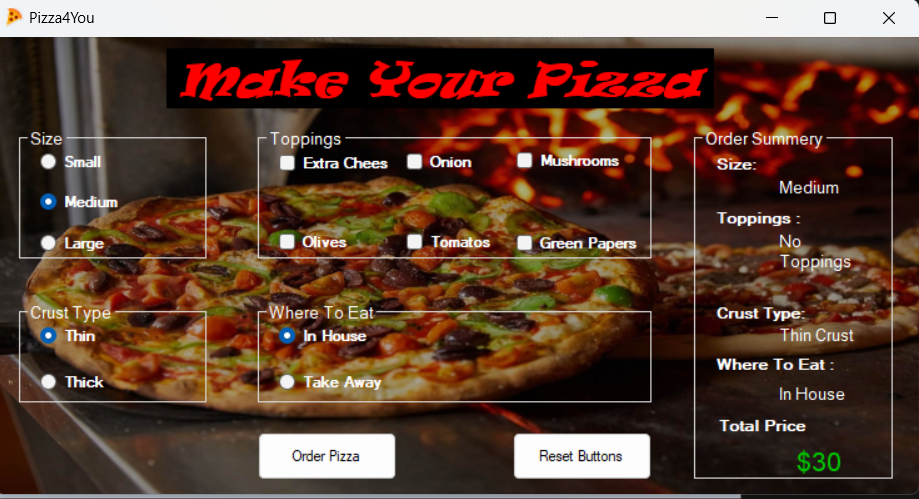 Pizza4You
Make Your Pizza
Size
Small
Medium
Large
Toppings
Extra Chees
Onion
Mushrooms
Olives
Tomatos
Green Papers
Crust Type
Thin
Thick
Where To Eat
In House
Take Away
Order Pizza
Reset Buttons
Order Summery
Size:
Medium
Toppings :
No
Toppings
Crust Type:
Thin Crust
Where To Eat :
In House
Total Price
$30